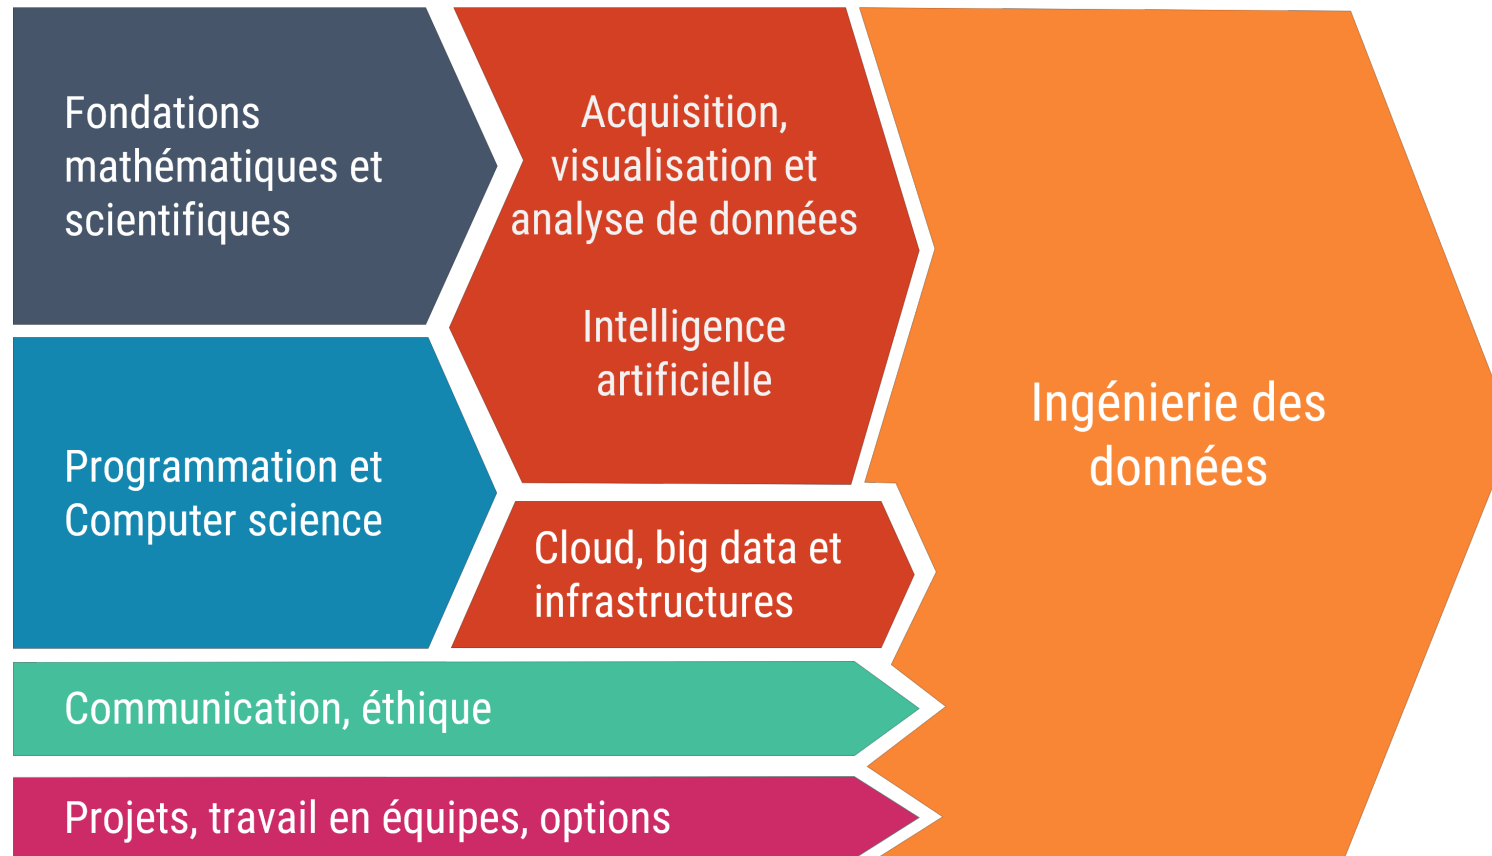 Fondations
mathématiques et
scientifiques
Acquisition,
visualisation et
analyse de données
Intelligence
artificielle
Programmation et
Computer science
Cloud, big data et
infrastructures
Ingénierie des
données
Communication, éthique
Projets, travail en équipes, options